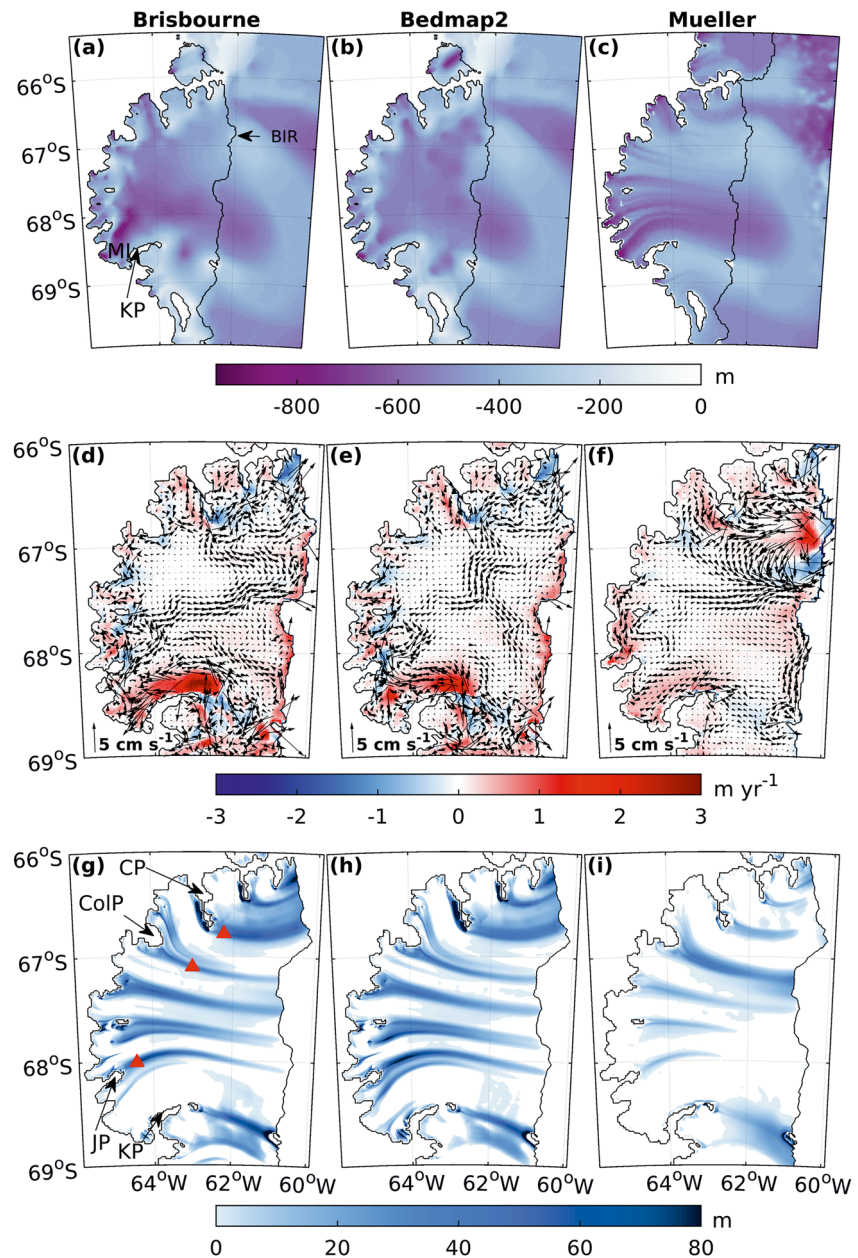 Brisbourne Bedmap2 Mueller
(a) (b) (c)
66°S
BIR
67°S
68°S
MI
69°S
KP
m
-800 -600 -400 -200 0
66°S
(d) (e) (f)
67°S
68°S
5 cm s-1 5 cm s-1 5 cm s-1
69°S
m yr-1
-3 -2 -1 0 1 2 3
66°S
(g) (h) (i)
CP
ColP
67°S
68°S
JP KP
69°S
64°W 62°W 60°W 64°W 62°W 60°W 64°W 62°W 60°W
m
0 20 40 60 80